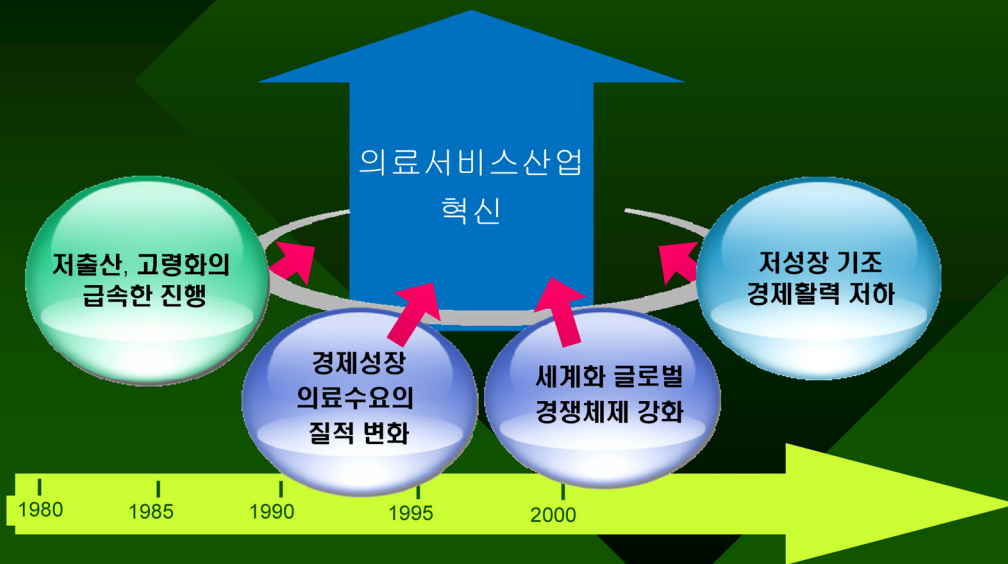 의료서비스산업
혁신
저출산, 고령화의
급속한 진행
경제성장
의료수요의
질적 변화
세계화 글로벌
경쟁체제 강화
저성장 기조
경제활력 저하
1980
1985
1990
1995
2000